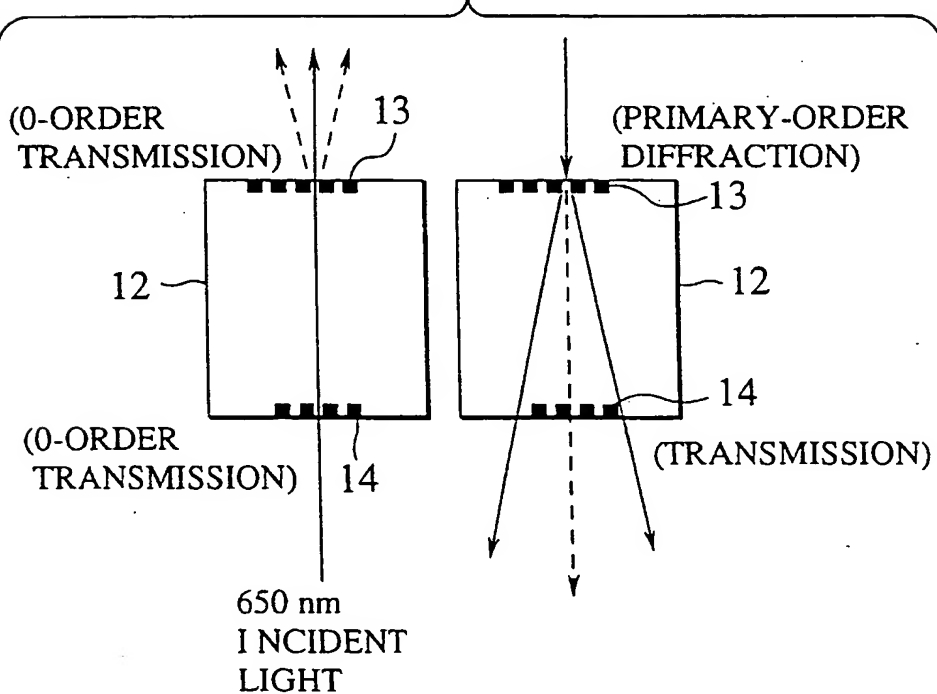 (0-ORDER
TRANSMISSION)
13
12
(0-ORDER
TRANSMISSION)
14
650 nm
I NCIDENT
LIGHT
(PRIMARY-ORDER
DIFFRACTION)
13
12
14
(TRANSMISSION)